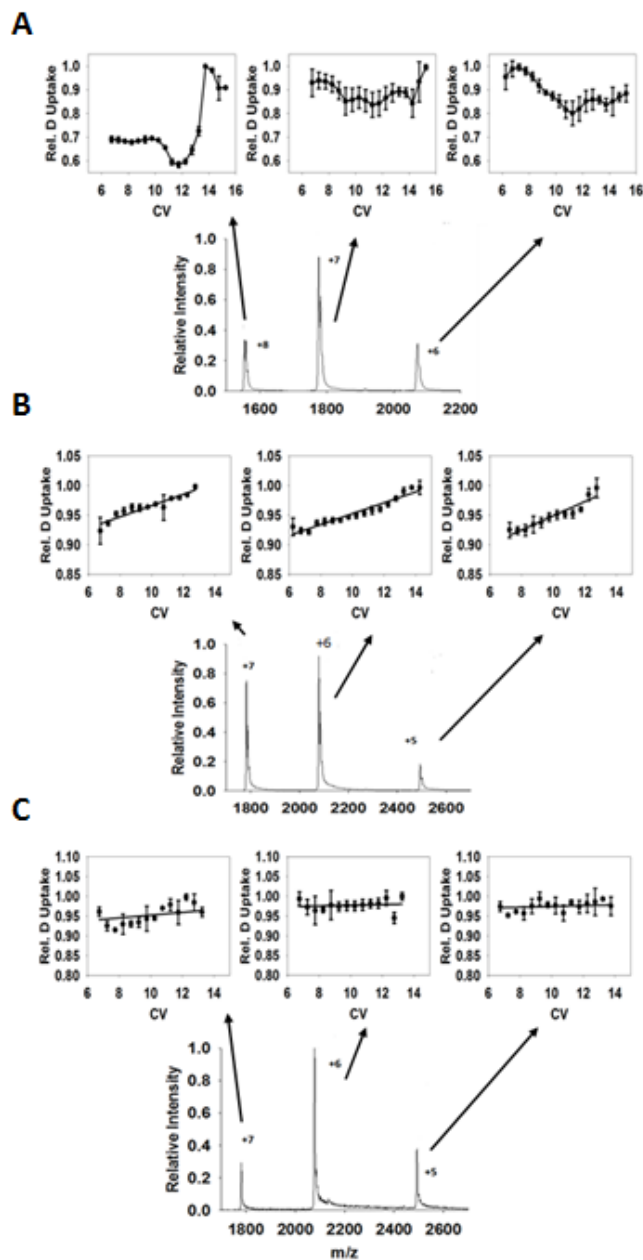 A
Rel. D Uptake
1.0
0.9
0.8
0.7
0.6
6 8 10 12 14 16
CV
Rel. D Uptake
1.0
0.9
0.8
0.7
0.6
6 8 10 12 14 16
CV
Rel. D Uptake
1.0
0.9
0.8
0.7
0.6
6 8 10 12 14 16
CV
Relative Intensity
1.0
0.8
0.6
0.4
0.2
0.0
+8
+7
+6
1600 1800 2000 2200
B
Rel. D Uptake
1.05
1.00
0.95
0.90
0.85
6 8 10 12 14
CV
Rel. D Uptake
1.05
1.00
0.95
0.90
0.85
6 8 10 12 14
CV
Rel. D Uptake
1.05
1.00
0.95
0.90
0.85
6 8 10 12 14
CV
Relative Intensity
1.0
0.8
0.6
0.4
0.2
0.0
+7
+6
+5
1800 2000 2200 2400 2600
C
Rel. D Uptake
1.10
1.05
1.00
0.95
0.90
0.85
0.80
6 8 10 12 14
CV
Rel. D Uptake
1.10
1.05
1.00
0.95
0.90
0.85
0.80
6 8 10 12 14
CV
Rel. D Uptake
1.10
1.05
1.00
0.95
0.90
0.85
0.80
6 8 10 12 14
CV
Relative Intensity
1.0
0.8
0.6
0.4
0.2
0.0
+7
+6
+5
1800 2000 2200 2400 2600
m/z